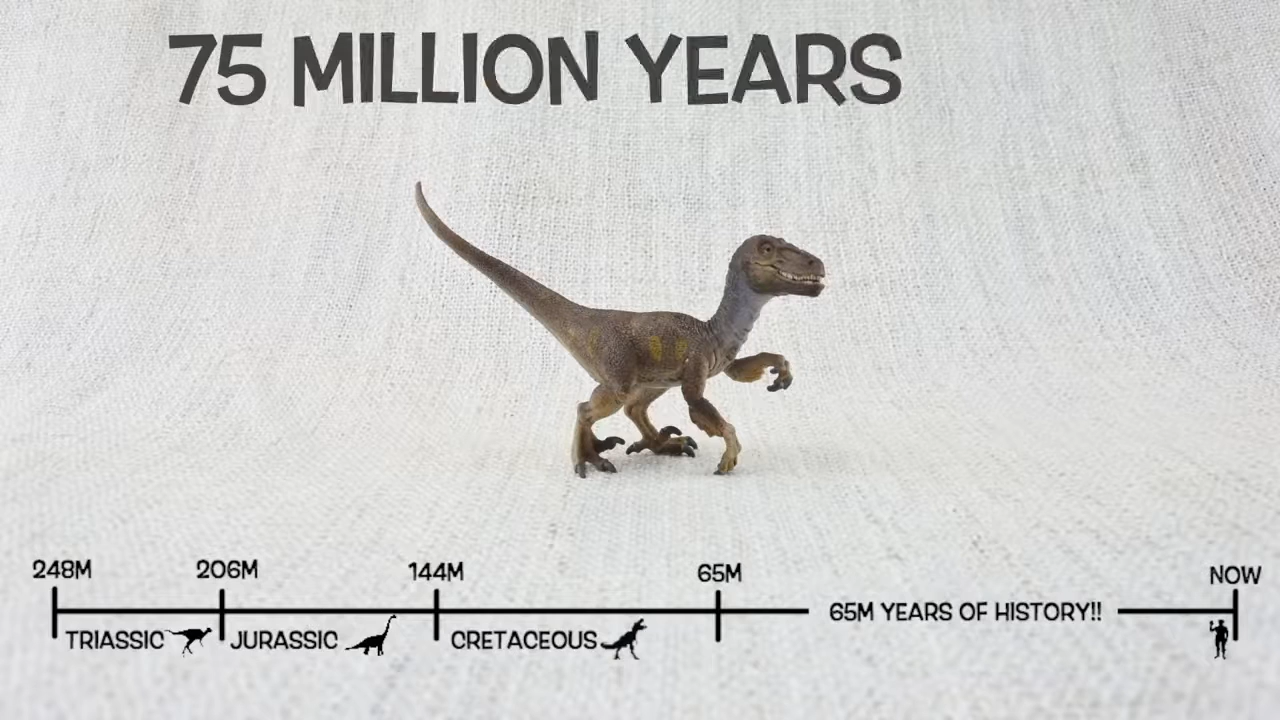 75 MILLION YEARS
248M 206M 144M 65M NOW
65M YEARS OF HISTORY!!
TRIASSIC JURASSIC CRETACEOUS